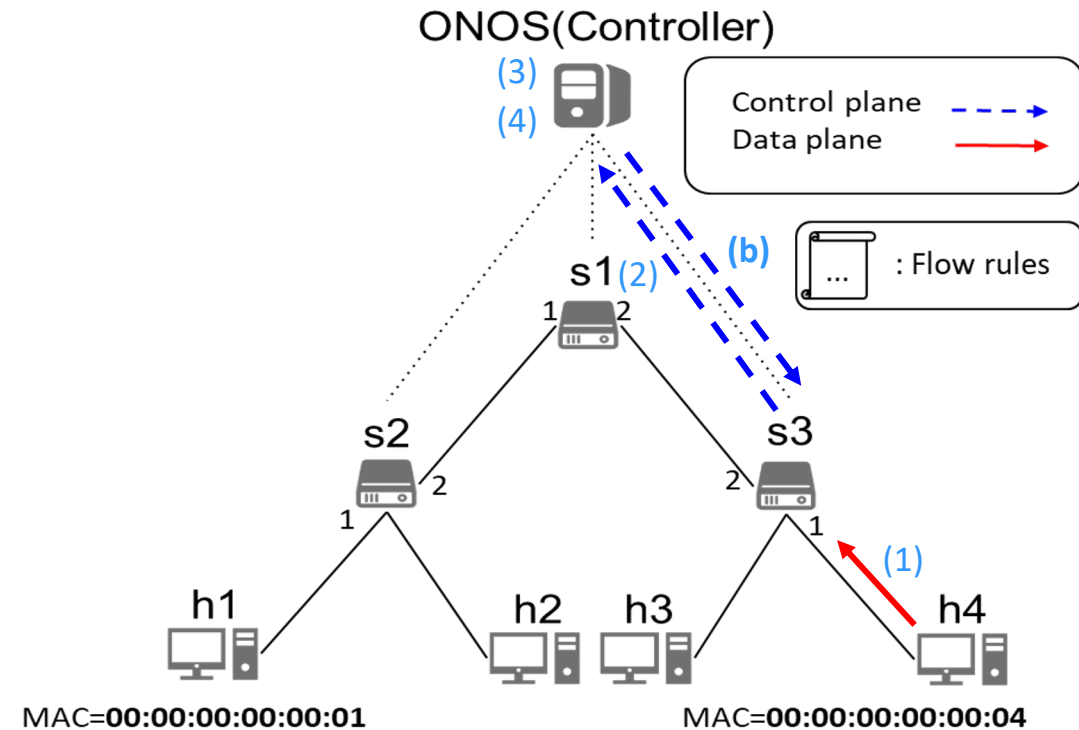 ONOS(Controller)
(3)
(4)
Control plane
Data plane
(b)
...
: Flow rules
s1
(2)
1
2
s2
s3
2
1
2
1
(1)
h1
h2
h3
h4
MAC=00:00:00:00:00:01
MAC=00:00:00:00:00:04